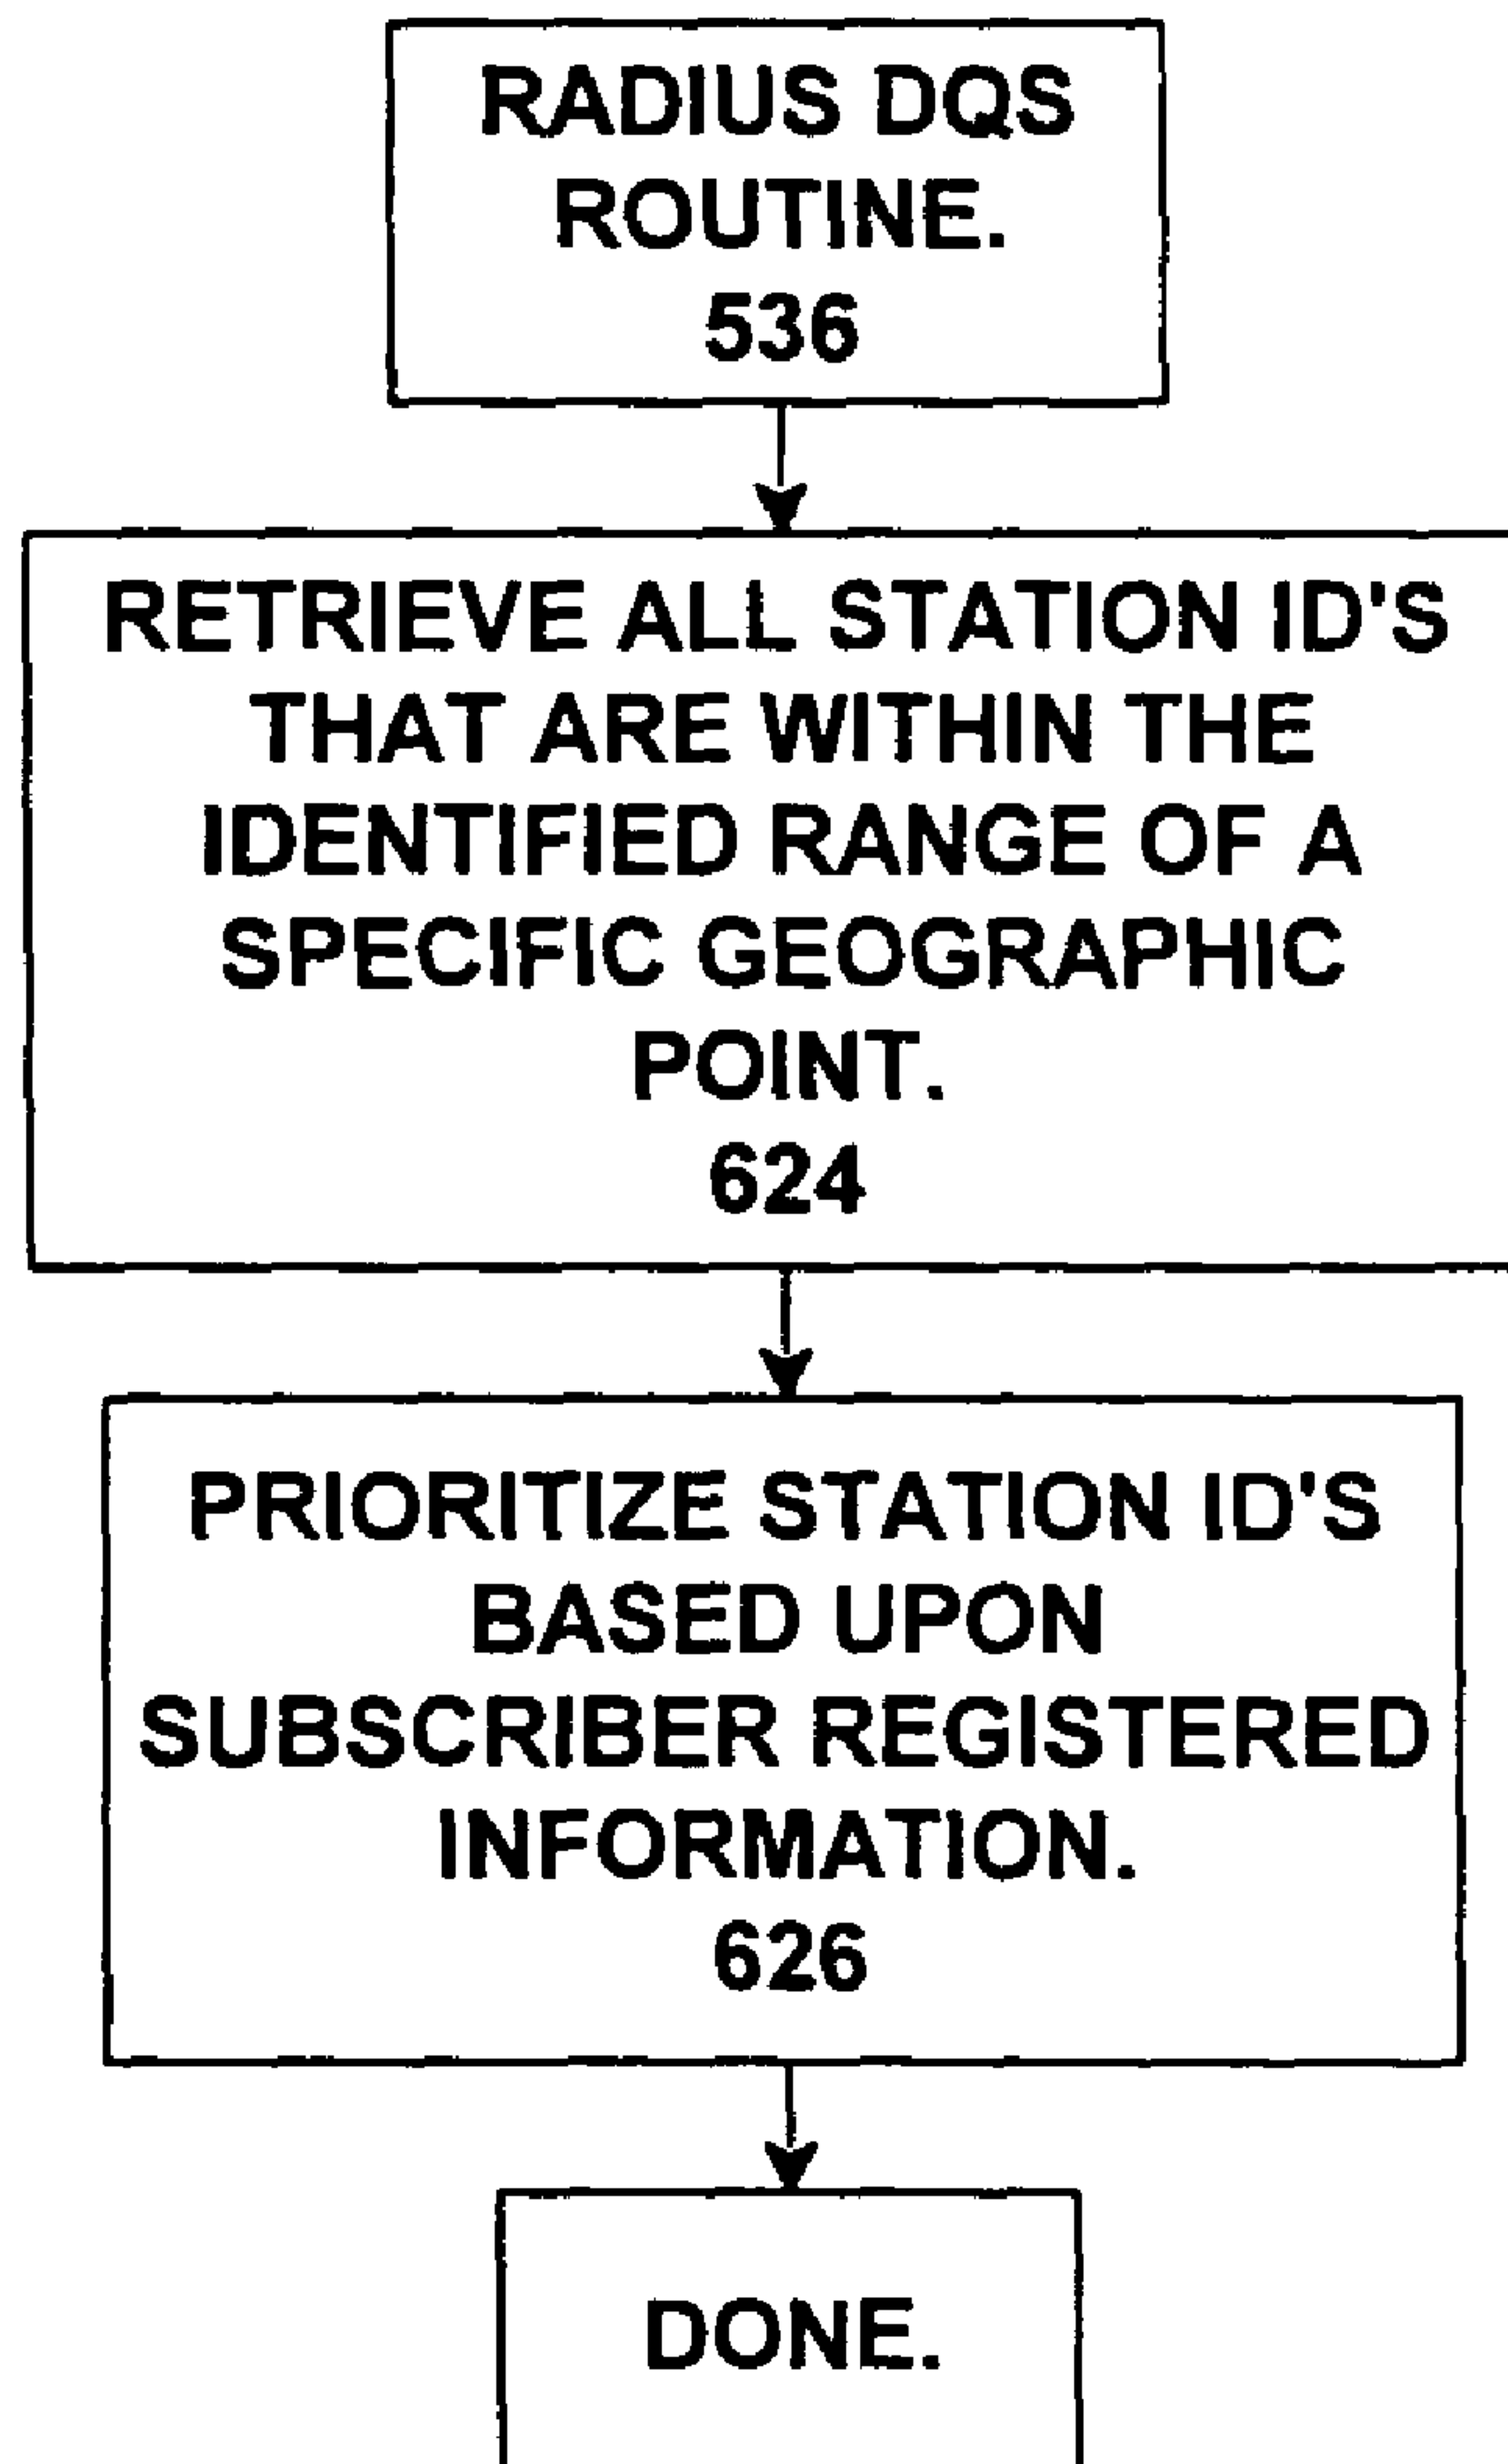 RADIUS DQS
ROUTINE.
536
RETRIEVE ALL STATION ID'S
THAT ARE WITHIN THE
IDENTIFIED RANGE OF A
SPECIFIC GEOGRAPHIC
POINT.
624
PRIORITIZE STATION ID'S
BASED UPON
SUBSCRIBER REGISTERED
INFORMATION.
626
DONE.